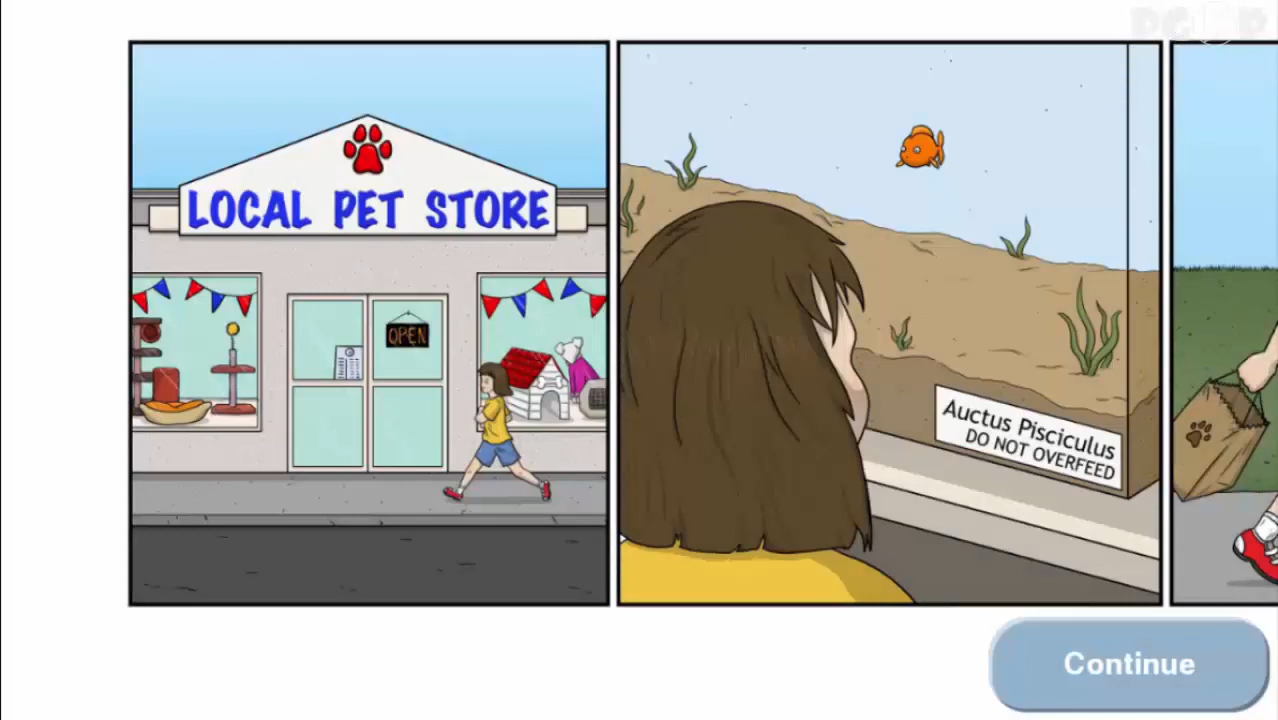 LOCAL PET STORE
OPEN
Auctus Pisciculus
DO NOT OVERFEED
Continue